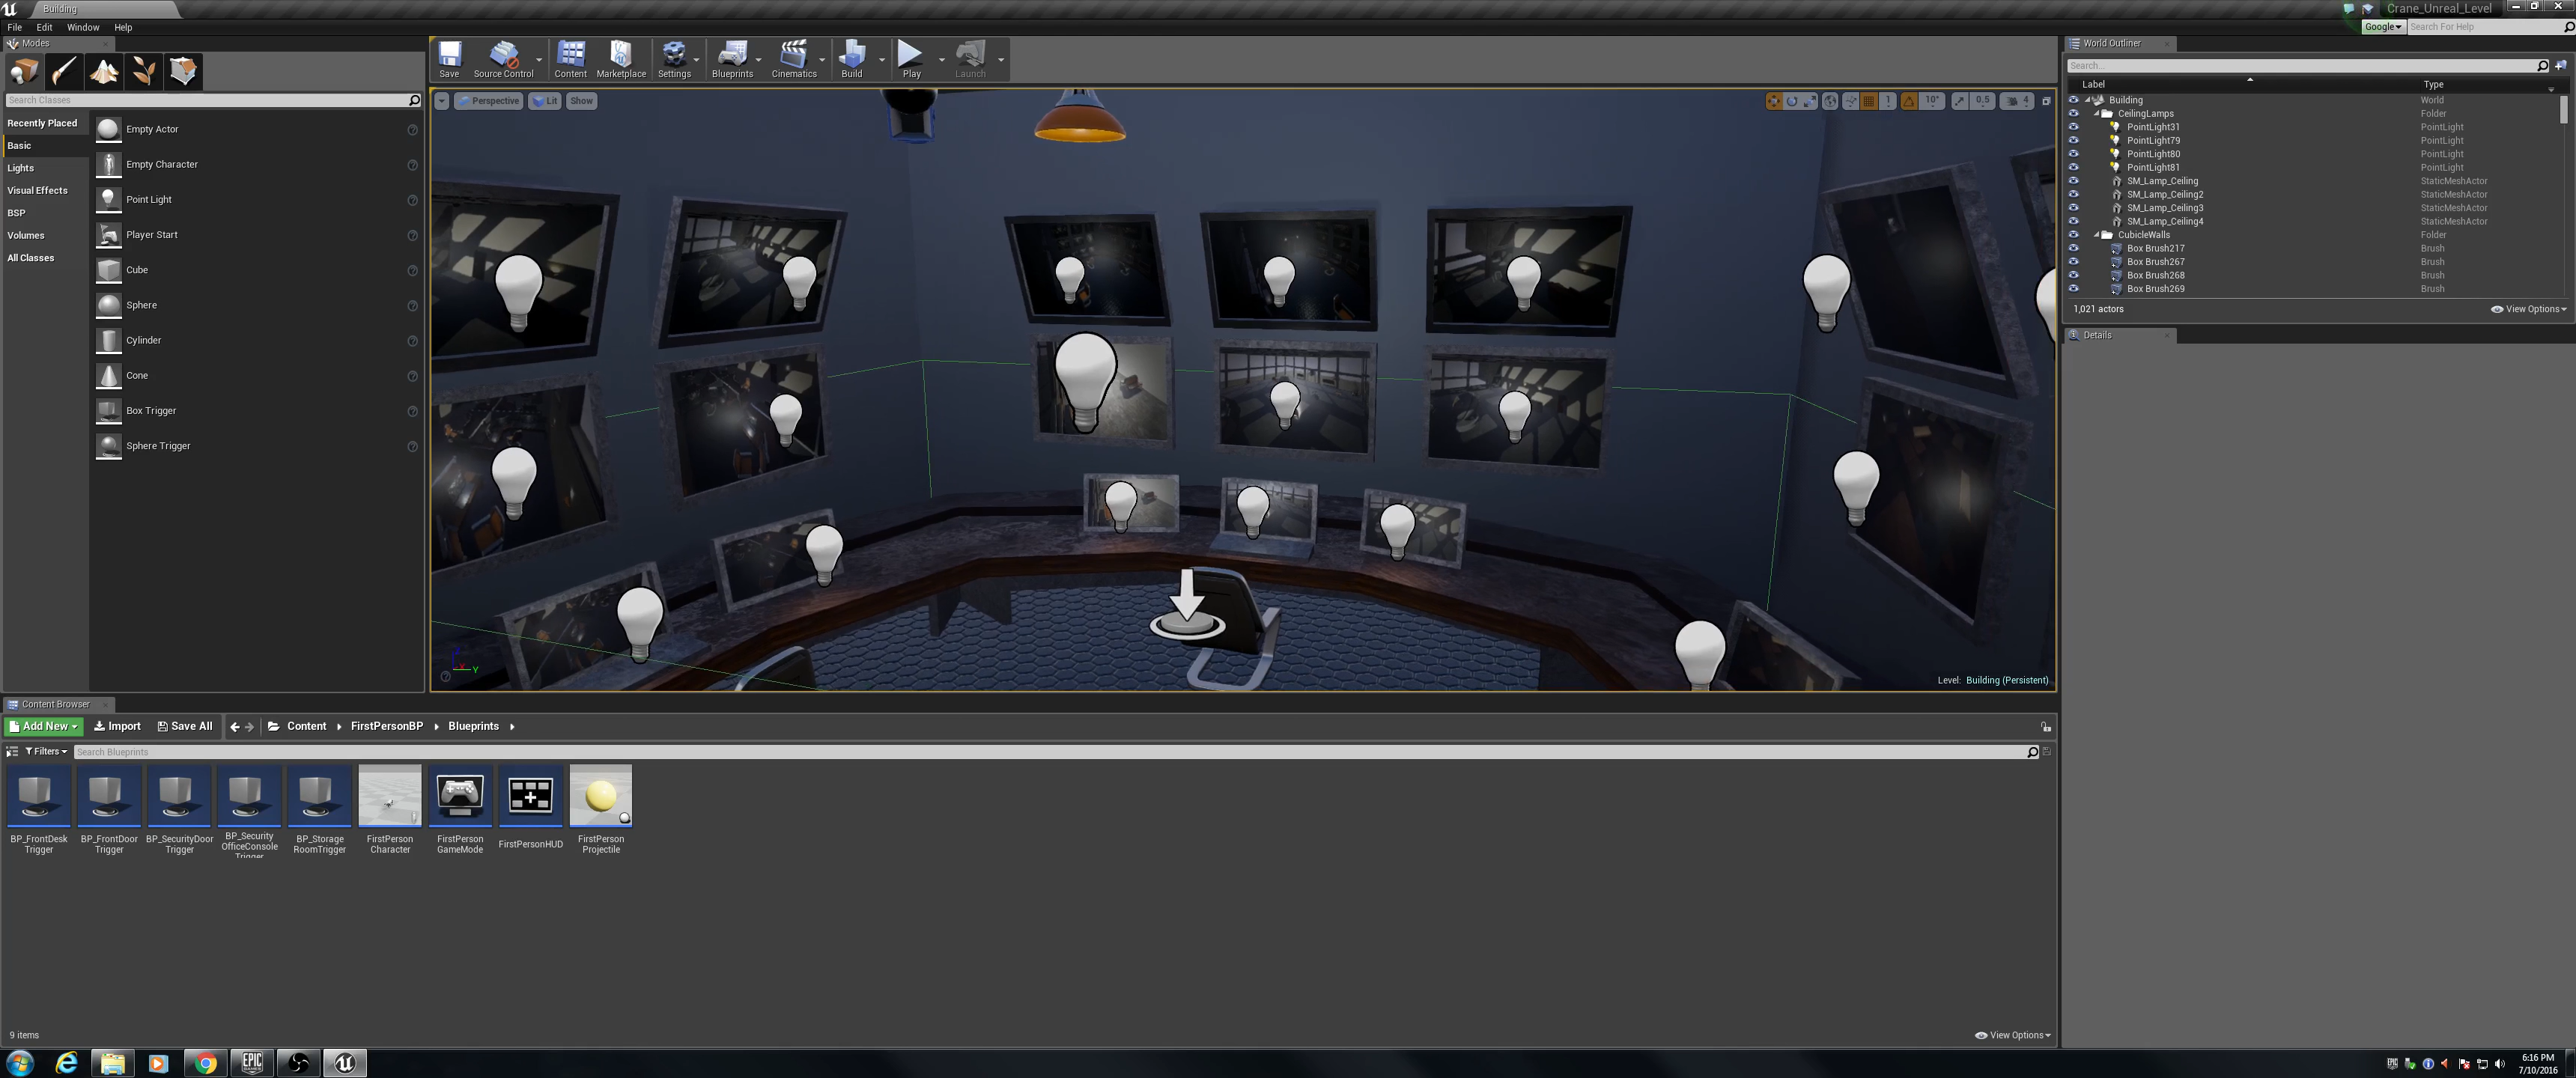 Building
Crane_Unreal_Level
File Edit Window Help
Google Search For Help
Modes
Search Classes
Recently Placed
Basic
Lights
Visual Effects
BSP
Volumes
All Classes
Empty Actor
Empty Character
Point Light
Player Start
Cube
Sphere
Cylinder
Cone
Box Trigger
Sphere Trigger
Save Source Control Content Marketplace Settings Blueprints Cinematics Build Play Launch
Perspective Lit Show
1 10° 0.5 4
Level: Building (Persistent)
World Outliner
Search...
Label Type
Building World
CeilingLamps Folder
PointLight31 PointLight
PointLight79 PointLight
PointLight80 PointLight
PointLight81 PointLight
SM_Lamp_Ceiling StaticMeshActor
SM_Lamp_Ceiling2 StaticMeshActor
SM_Lamp_Ceiling3 StaticMeshActor
SM_Lamp_Ceiling4 StaticMeshActor
CubicleWalls Folder
Box Brush217 Brush
Box Brush267 Brush
Box Brush268 Brush
Box Brush269 Brush
1,021 actors View Options
Details
Content Browser
Add New Import Save All Content FirstPersonBP Blueprints
Filters Search Blueprints
BP_FrontDesk
Trigger
BP_FrontDoor
Trigger
BP_SecurityDoor
Trigger
BP_Security
OfficeConsole
Trigger
BP_Storage
RoomTrigger
FirstPerson
Character
FirstPerson
GameMode
FirstPersonHUD
FirstPerson
Projectile
9 items View Options
EPIC
6:16 PM
7/10/2016